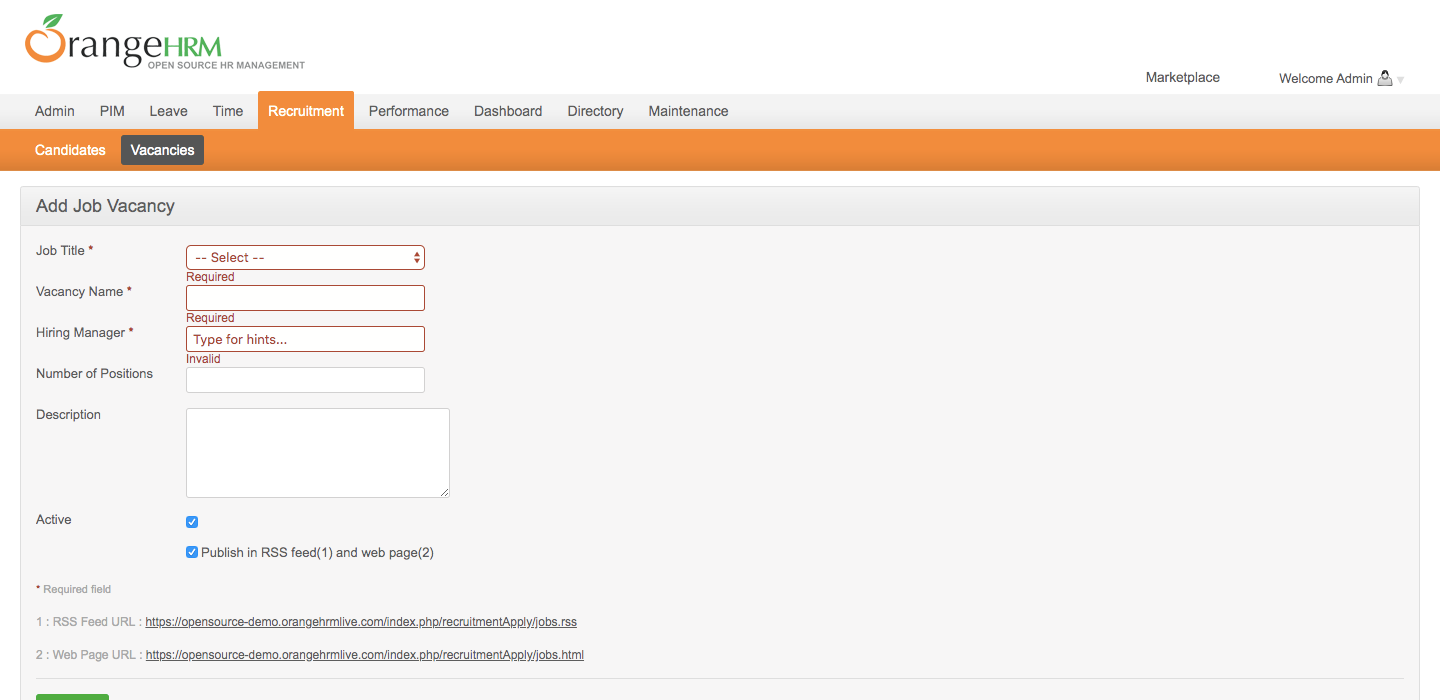 OrangeHRM
OPEN SOURCE HR MANAGEMENT
Marketplace Welcome Admin
Admin PIM Leave Time Recruitment Performance Dashboard Directory Maintenance
Candidates Vacancies
Add Job Vacancy
Job Title * -- Select --
Required
Vacancy Name *
Required
Hiring Manager * Type for hints...
Invalid
Number of Positions
Description
Active
Publish in RSS feed(1) and web page(2)
* Required field
1 : RSS Feed URL : https://opensource-demo.orangehrmlive.com/index.php/recruitmentApply/jobs.rss
2 : Web Page URL : https://opensource-demo.orangehrmlive.com/index.php/recruitmentApply/jobs.html